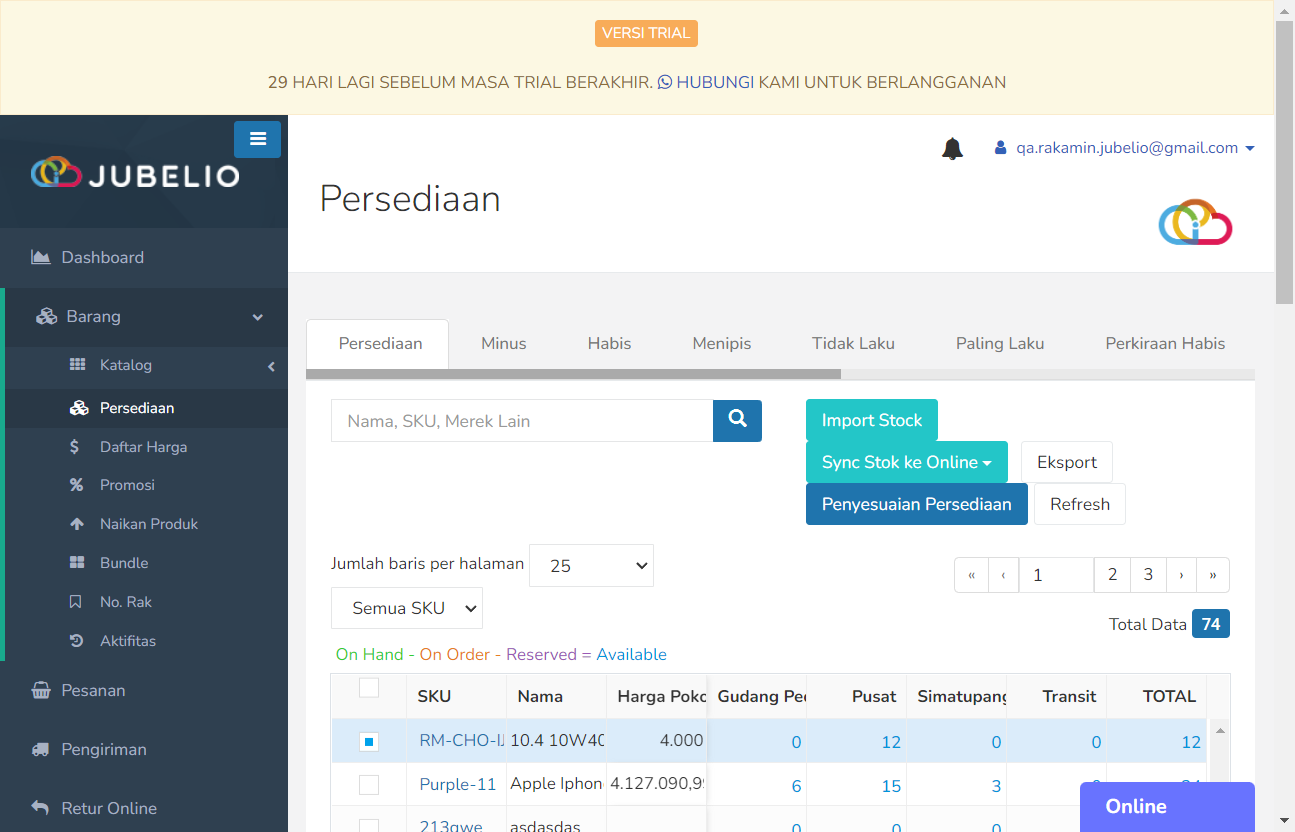 VERSI TRIAL
29 HARI LAGI SEBELUM MASA TRIAL BERAKHIR. HUBUNGI KAMI UNTUK BERLANGGANAN
JUBELIO
qa.rakamin.jubelio@gmail.com
Persediaan
Dashboard
Barang
Katalog
Persediaan
Daftar Harga
Promosi
Naikan Produk
Bundle
No. Rak
Aktifitas
Pesanan
Pengiriman
Retur Online
Persediaan Minus Habis Menipis Tidak Laku Paling Laku Perkiraan Habis
Nama, SKU, Merek Lain
Import Stock
Sync Stok ke Online Eksport
Penyesuaian Persediaan Refresh
Jumlah baris per halaman 25
« ‹ 1 2 3 › »
Semua SKU
Total Data 74
On Hand - On Order - Reserved = Available
SKU Nama Harga Poko Gudang Pe Pusat Simatupang Transit TOTAL
RM-CHO-I 10.4 10W40 4.000 0 12 0 0 12
Purple-11 Apple Iphon 4.127.090,9 6 15 3
213qwe asdasdas 0 0 0
Online